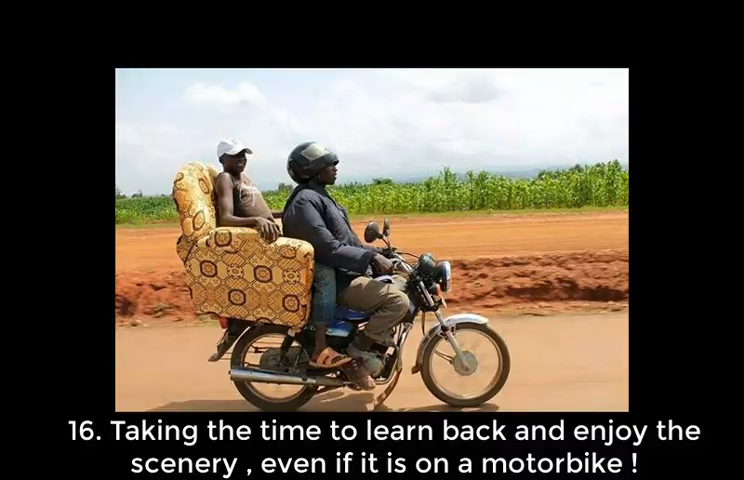 16. Taking the time to learn back and enjoy the
scenery , even if it is on a motorbike !